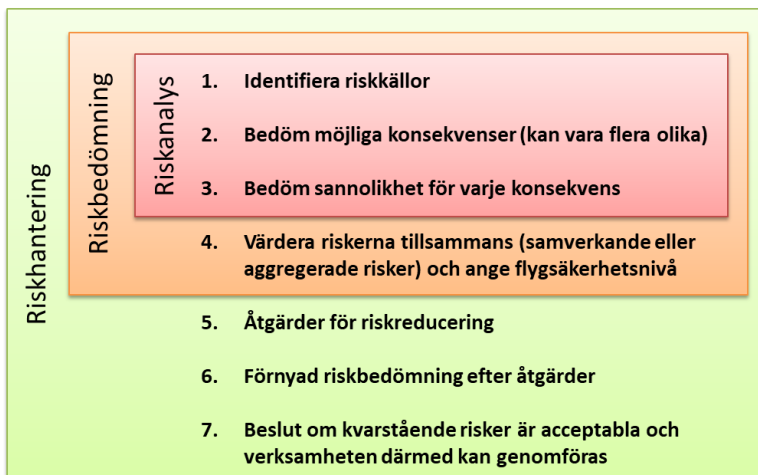 Riskhantering
Riskbedömning
Riskanalys
1. Identifiera riskkällor
2. Bedöm möjliga konsekvenser (kan vara flera olika)
3. Bedöm sannolikhet för varje konsekvens
4. Värdera riskerna tillsammans (samverkande eller
aggregerade risker) och ange flygsäkerhetsnivå
5. Åtgärder för riskreducering
6. Förnyad riskbedömning efter åtgärder
7. Beslut om kvarstående risker är acceptabla och
verksamheten därmed kan genomföras